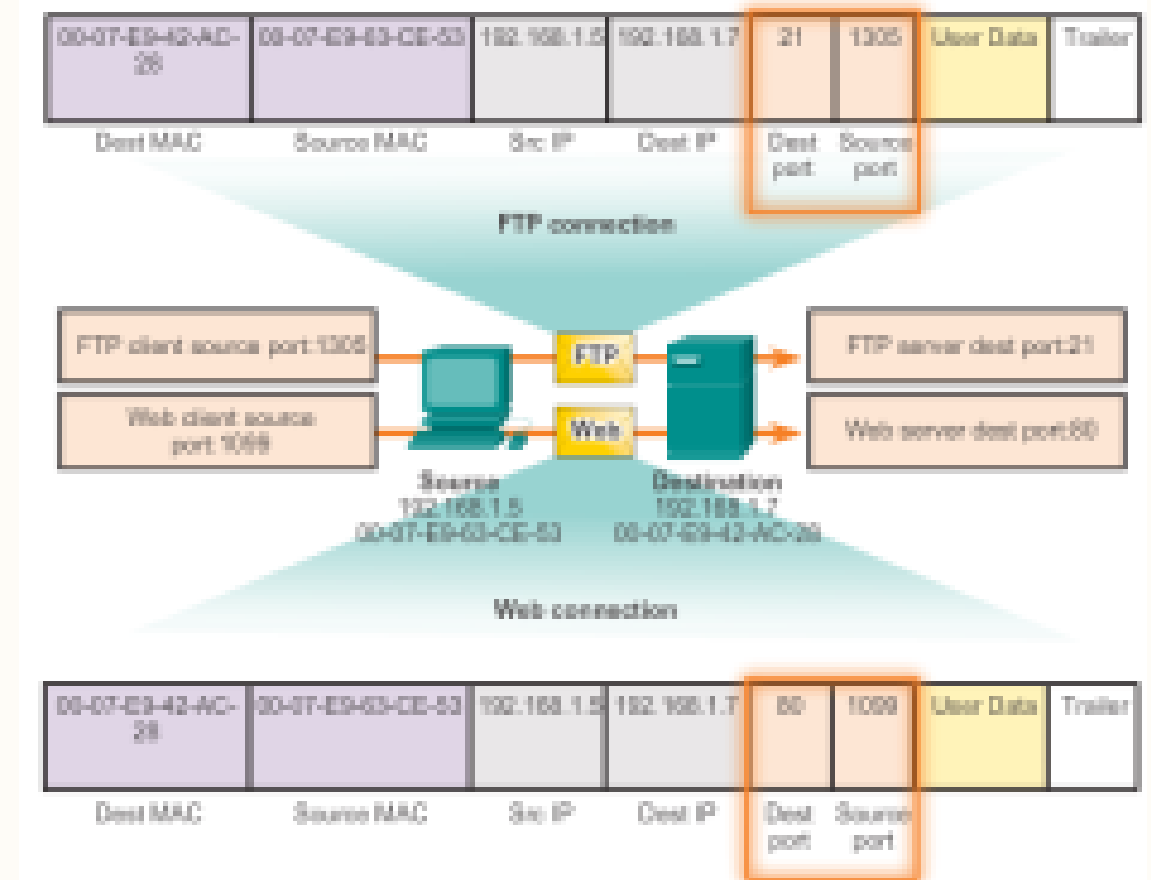 00-07-E9-42-AC-
28
00-07-E9-63-CE-53
192.168.1.5
192.168.1.7
21
1305
User Data
Trailer
Dest MAC
Source MAC
Src IP
Dest IP
Dest
port
Source
port
FTP connection
FTP client source port:1305
FTP
FTP server dest port:21
Web client source
port:1099
Web
Web server dest port:80
Source
192.168.1.5
00-07-E9-63-CE-53
Destination
192.168.1.7
00-07-E9-42-AC-28
Web connection
00-07-E9-42-AC-
28
00-07-E9-63-CE-53
192.168.1.5
192.168.1.7
80
1099
User Data
Trailer
Dest MAC
Source MAC
Src IP
Dest IP
Dest
port
Source
port